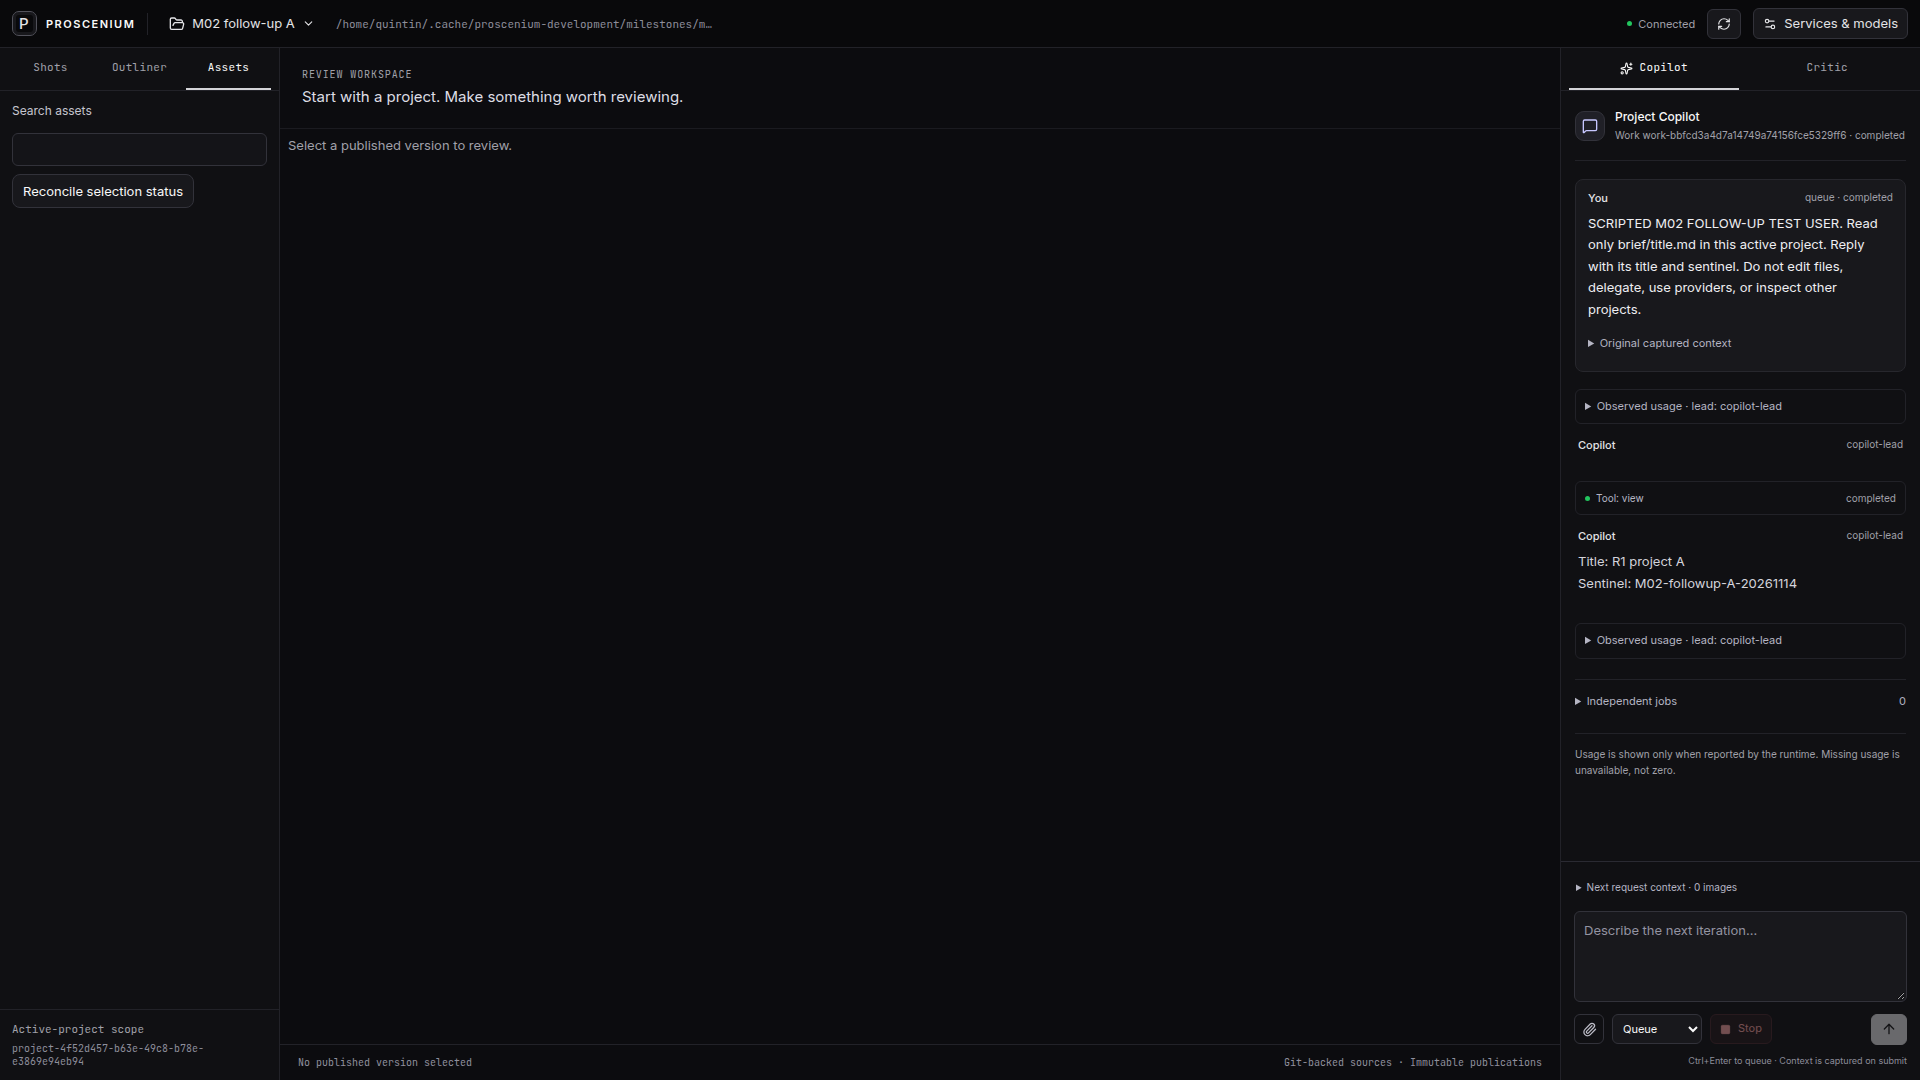 P PROSCENIUM
M02 follow-up A
/home/quintin/.cache/proscenium-development/milestones/m…
Connected
Services & models
Shots
Outliner
Assets
Search assets
Reconcile selection status
Active-project scope
project-4f52d457-b63e-49c8-b78e-
e3869e94eb94
REVIEW WORKSPACE
Start with a project. Make something worth reviewing.
Select a published version to review.
No published version selected
Git-backed sources · Immutable publications
Copilot
Critic
Project Copilot
Work work-bbfcd3a4d7a14749a74156fce5329ff6 · completed
You
queue · completed
SCRIPTED M02 FOLLOW-UP TEST USER. Read
only brief/title.md in this active project. Reply
with its title and sentinel. Do not edit files,
delegate, use providers, or inspect other
projects.
Original captured context
Observed usage · lead: copilot-lead
Copilot
copilot-lead
Tool: view
completed
Copilot
copilot-lead
Title: R1 project A
Sentinel: M02-followup-A-20261114
Observed usage · lead: copilot-lead
Independent jobs
0
Usage is shown only when reported by the runtime. Missing usage is
unavailable, not zero.
Next request context · 0 images
Describe the next iteration...
Queue
Stop
Ctrl+Enter to queue · Context is captured on submit